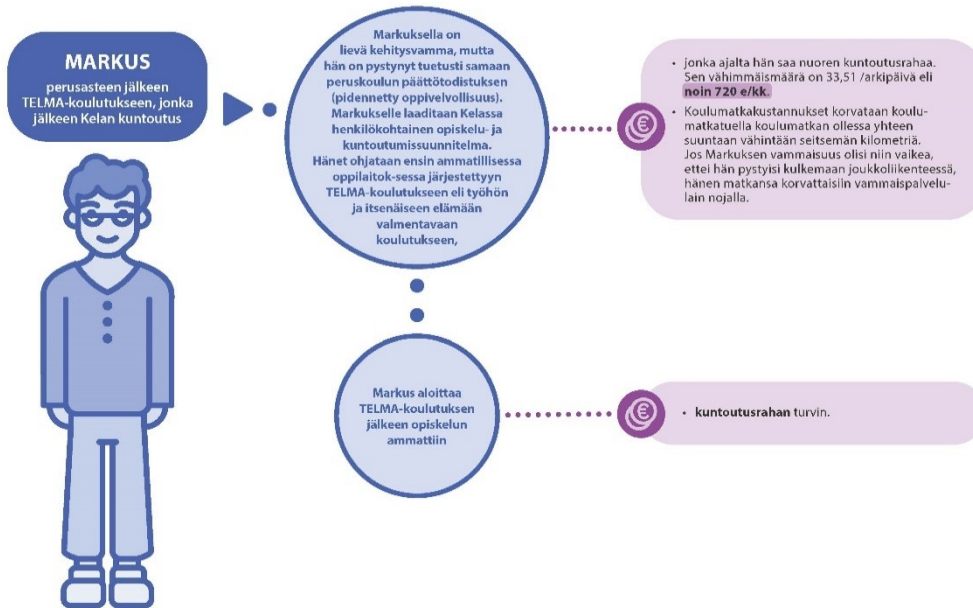 MARKUS
perusasteen jälkeen
TELMA-koulutukseen, jonka
jälkeen Kelan kuntoutus
Markuksella on
lievä kehitysvamma, mutta
hän on pystynyt tuetusti samaan
peruskoulun päättötodistuksen
(pidennetty oppivelvollisuus).
Markukselle laaditaan Kelassa
henkilökohtainen opiskelu- ja
kuntoutumissuunnitelma.
Hänet ohjataan ensin ammatillisessa
oppilaitok-sessa järjestettyyn
TELMA-koulutukseen eli työhön
ja itsenäiseen elämään
valmentavaan
koulutukseen,
• jonka ajalta hän saa nuoren kuntoutusrahaa.
Sen vähimmäismäärä on 33,51 /arkipäivä eli
noin 720 e/kk.
• Koulumatkakustannukset korvataan koulu-
matkatuella koulumatkan ollessa yhteen
suuntaan vähintään seitsemän kilometriä.
Jos Markuksen vammaisuus olisi niin vaikea,
ettei hän pystyisi kulkemaan joukkoliikenteessä,
hänen matkansa korvattaisiin vammaispalvelu-
lain nojalla.
Markus aloittaa
TELMA-koulutuksen
jälkeen opiskelun
ammattiin
• kuntoutusrahan turvin.